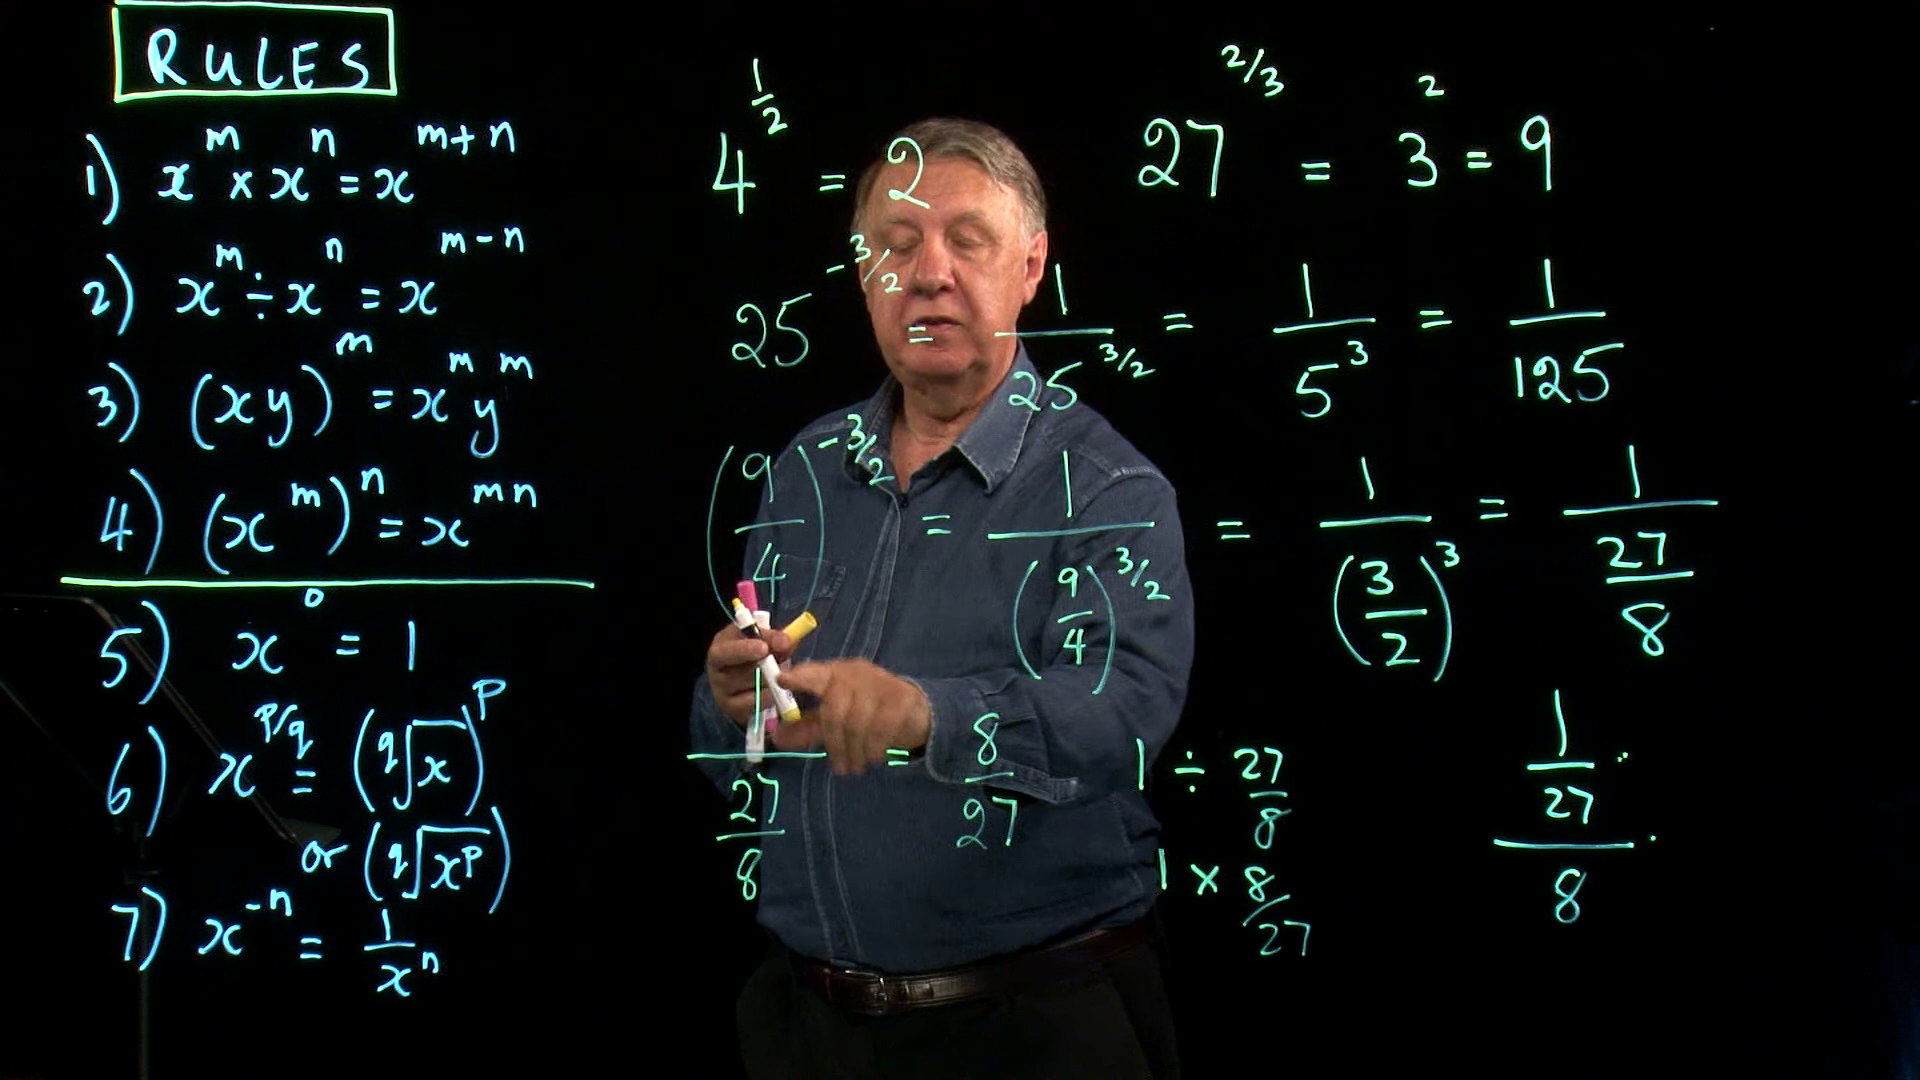 RULES
1) x^m × x^n = x^(m+n)
2) x^m ÷ x^n = x^(m-n)
3) (xy)^m = x^m y^m
4) (x^m)^n = x^(mn)
5) x^0 = 1
6) x^(p/q) = (q√x)^p
or (q√x^p)
7) x^-n = 1/x^n
4^(1/2) = 2
27^(2/3) = 3^2 = 9
25^(-3/2) = 1/25^(3/2) = 1/5^3 = 1/125
(9/4)^(-3/2) = 1/(9/4)^(3/2) = 1/(3/2)^3 = 1/(27/8)
1/(27/8) = 8/27
1 ÷ 27/8
1 × 8/27
(1/27)/8